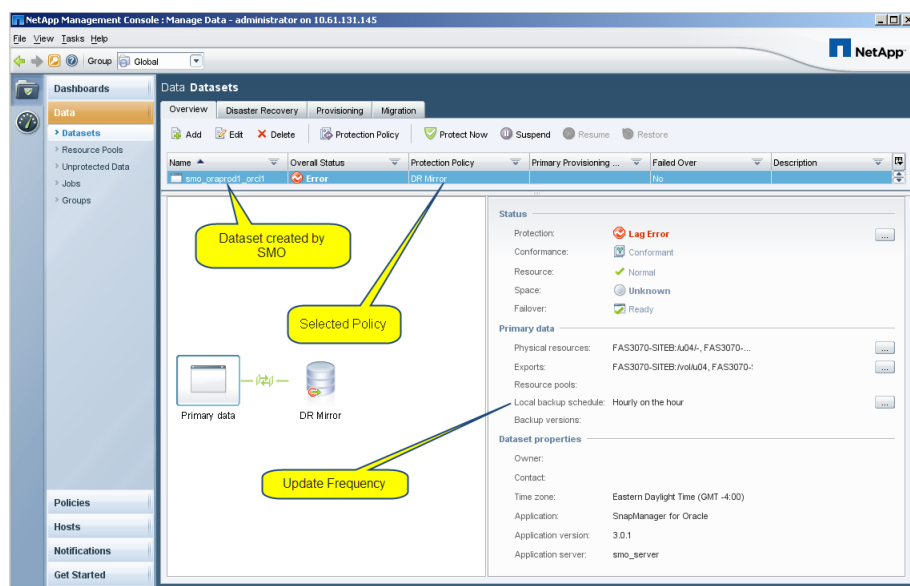 NetApp Management Console : Manage Data - administrator on 10.61.131.145
File View Tasks Help
Group Global
NetApp
Dashboards
Data
Datasets
Resource Pools
Unprotected Data
Jobs
Groups
Policies
Hosts
Notifications
Get Started
Data Datasets
Overview Disaster Recovery Provisioning Migration
Add Edit Delete Protection Policy Protect Now Suspend Resume Restore
Name Overall Status Protection Policy Primary Provisioning ... Failed Over Description
smo_oraprod1_orcl1 Error DR Mirror No
Dataset created by
SMO
Selected Policy
Primary data DR Mirror
Update Frequency
Status
Protection: Lag Error ...
Conformance: Conformant
Resource: Normal
Space: Unknown
Failover: Ready
Primary data
Physical resources: FAS3070-SITEB:/u04/-, FAS3070-... ...
Exports: FAS3070-SITEB:/vol/u04, FAS3070-: ...
Resource pools:
Local backup schedule: Hourly on the hour ...
Backup versions:
Dataset properties
Owner:
Contact:
Time zone: Eastern Daylight Time (GMT -4:00)
Application: SnapManager for Oracle
Application version: 3.0.1
Application server: smo_server